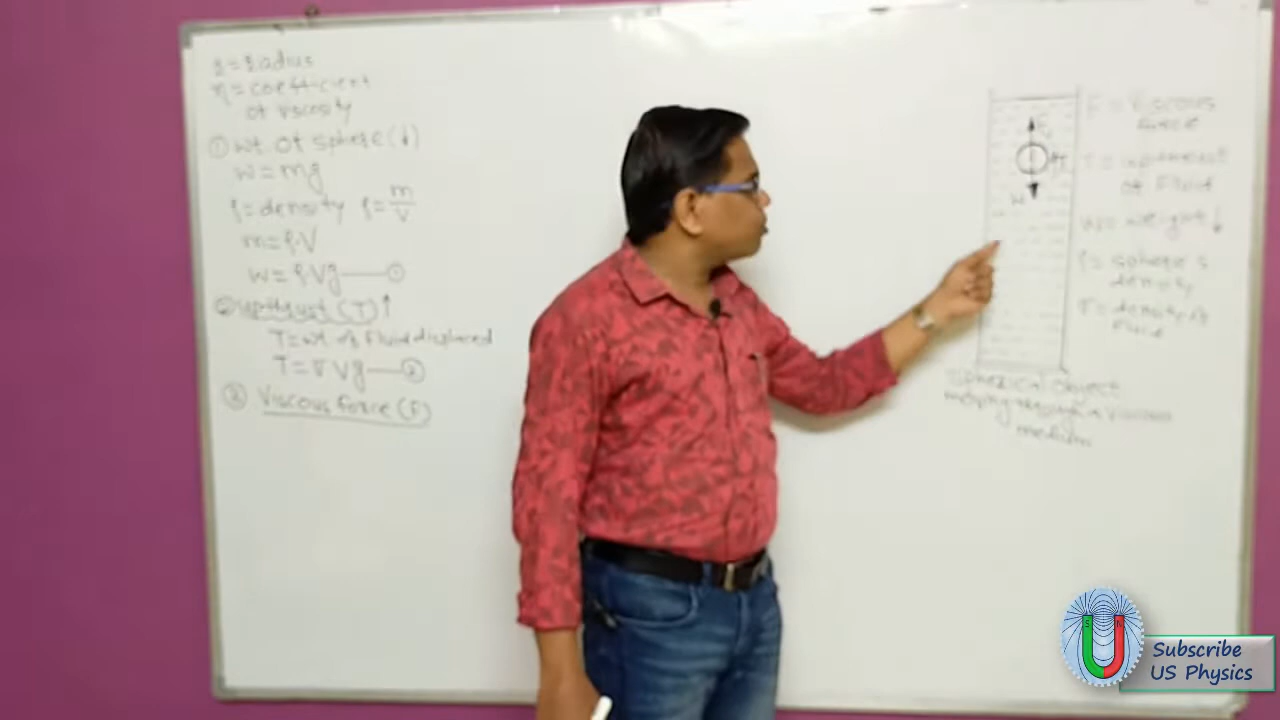 r = radius
η = coefficient
of viscosity
① wt. of sphere (↓)
W = mg
ρ = density ρ = m/V
m = ρ·V
W = ρVg —— ①
② Upthrust (T) ↑
T = wt. of fluid displaced
T = σVg —— ②
③ Viscous force (F)
F
W
F = Viscous
force
T = upthrust
of Fluid
W = weight ↓
ρ = sphere's
density
σ = density of
fluid
Spherical object
moving through a viscous
medium
Subscribe
US Physics